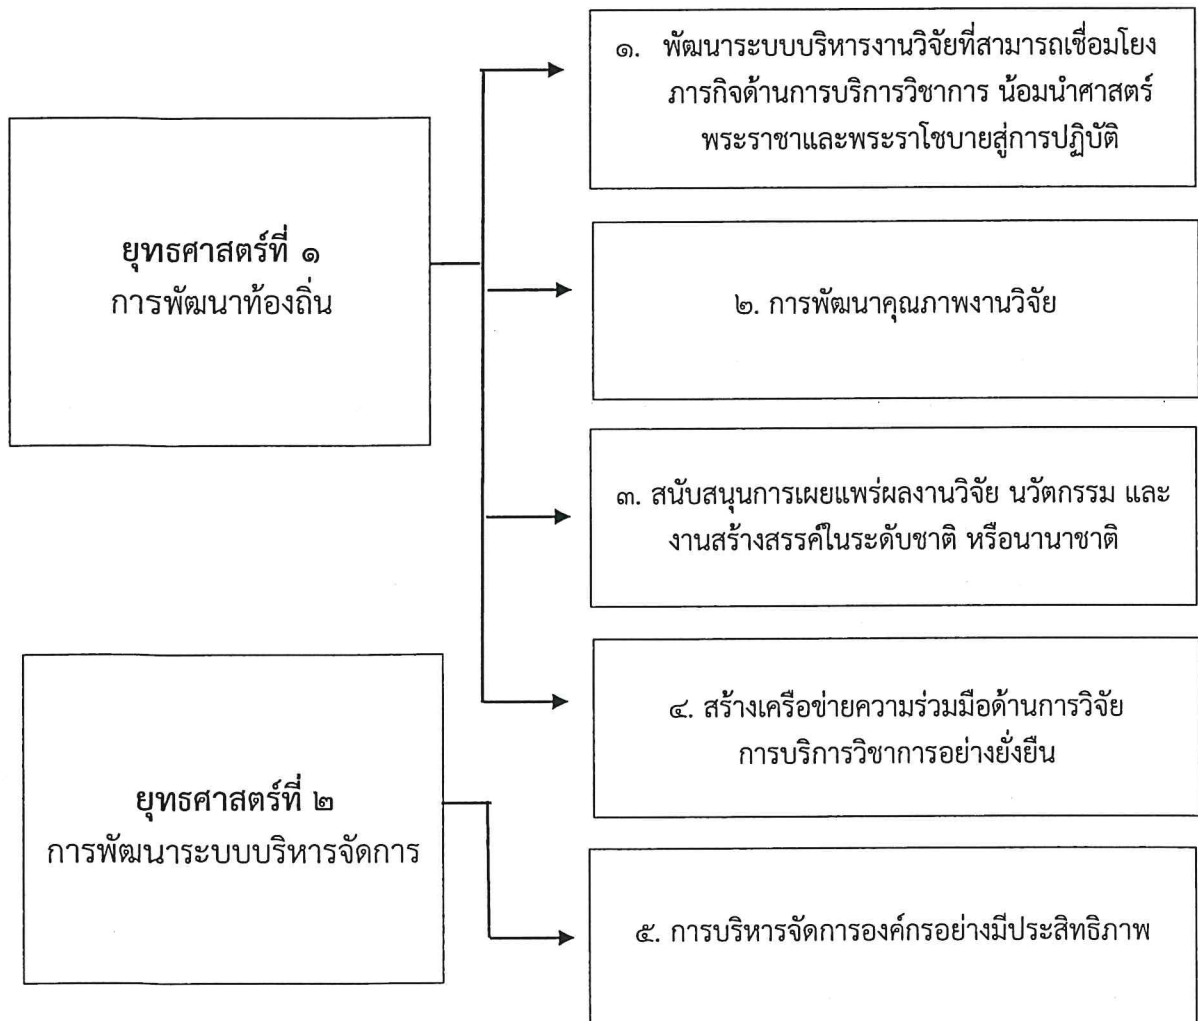 ยุทธศาสตร์ที่ ๑
การพัฒนาท้องถิ่น
๑. พัฒนาระบบบริหารงานวิจัยที่สามารถเชื่อมโยง
ภารกิจด้านการบริการวิชาการ น้อมนำศาสตร์
พระราชาและพระราโชบายสู่การปฏิบัติ
๒. การพัฒนาคุณภาพงานวิจัย
๓. สนับสนุนการเผยแพร่ผลงานวิจัย นวัตกรรม และ
งานสร้างสรรค์ในระดับชาติ หรือนานาชาติ
๔. สร้างเครือข่ายความร่วมมือด้านการวิจัย
การบริการวิชาการอย่างยั่งยืน
ยุทธศาสตร์ที่ ๒
การพัฒนาระบบบริหารจัดการ
๕. การบริหารจัดการองค์กรอย่างมีประสิทธิภาพ